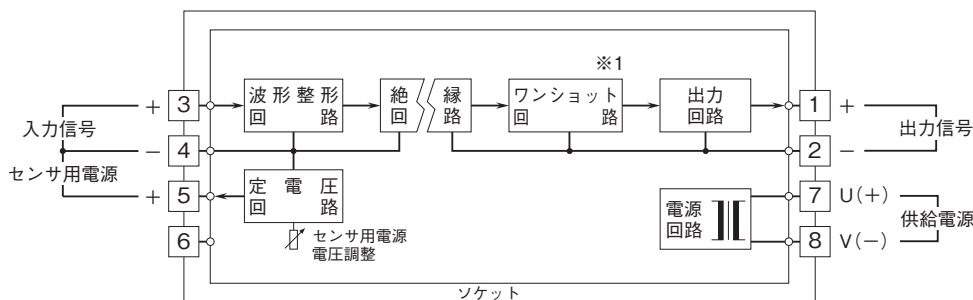 ※1
3
+
波形整形
回路
絶縁
回路
ワンショット
回路
出力
回路
1
+
入力信号
出力信号
4
−
2
−
センサ用電源
5
+
定電圧
回路
7
U(+)
電源
回路
供給電源
6
センサ用電源
電圧調整
8
V(−)
ソケット